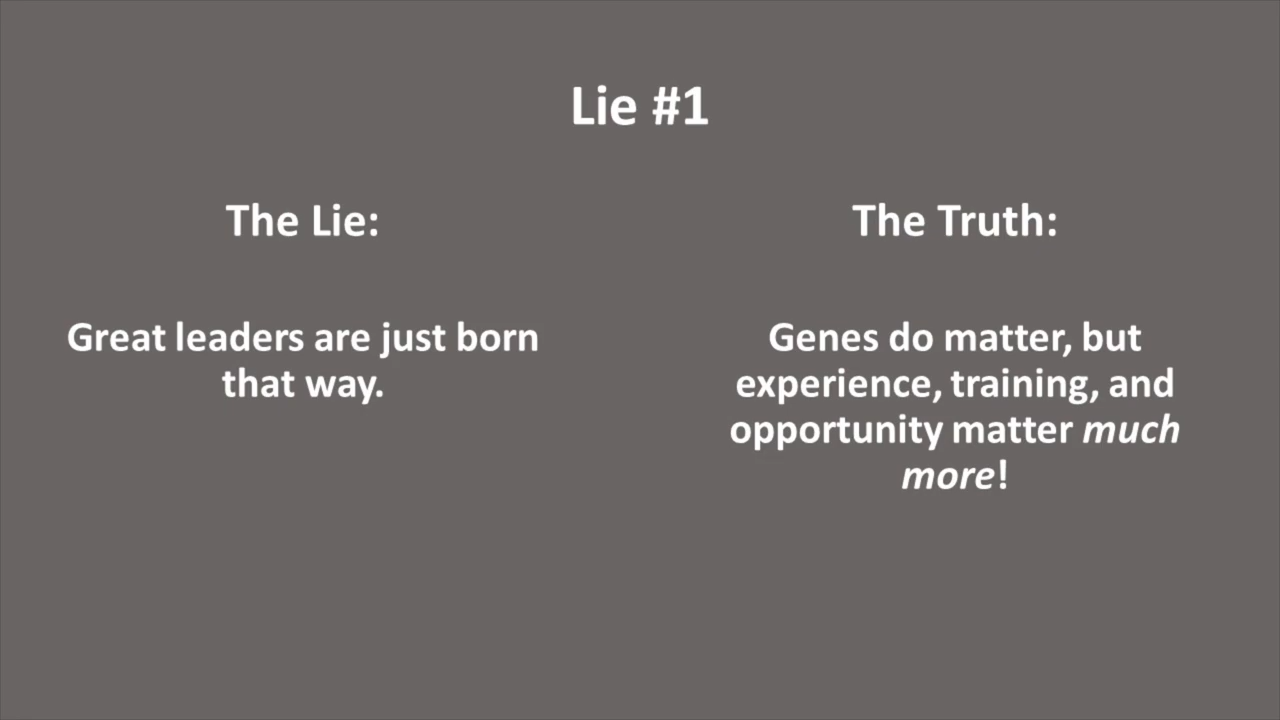 Lie #1
The Lie:
Great leaders are just born
that way.
The Truth:
Genes do matter, but
experience, training, and
opportunity matter much
more!